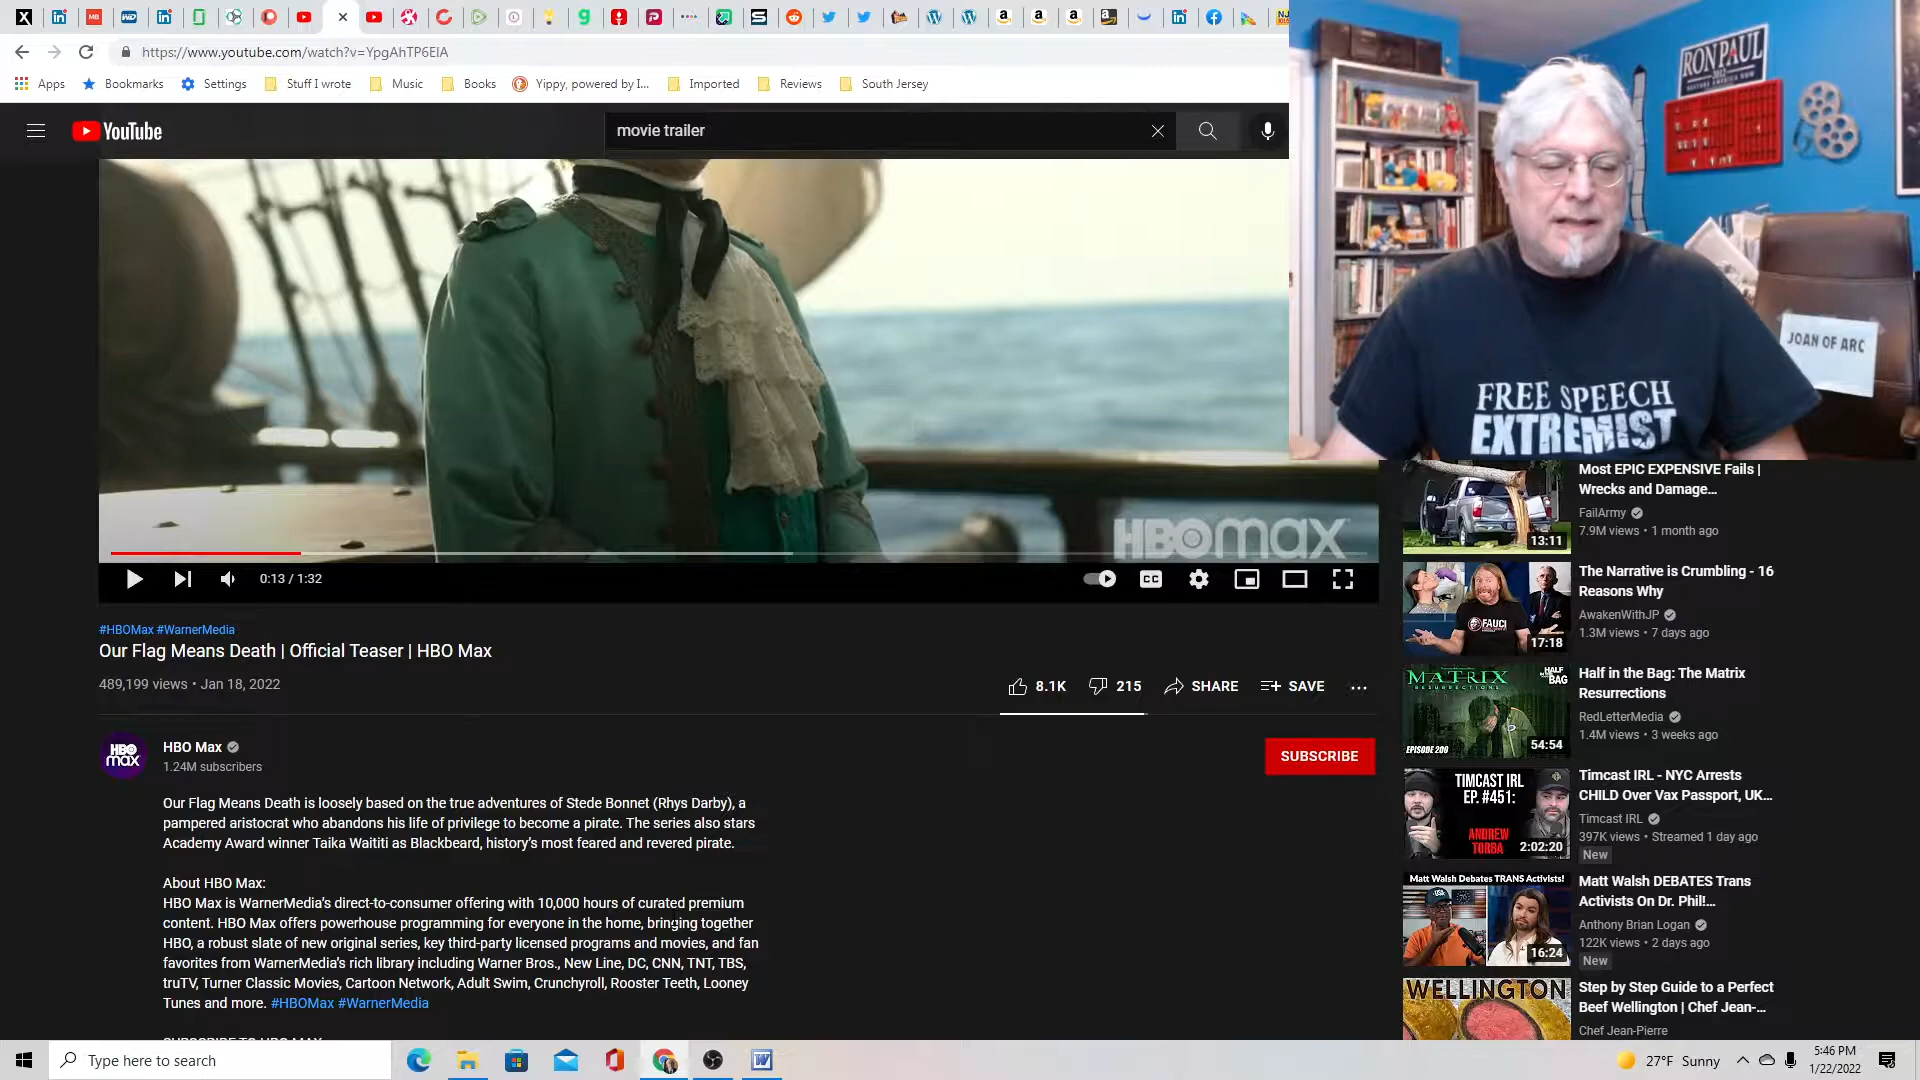 https://www.youtube.com/watch?v=YpgAhTP6ElA
Apps
Bookmarks
Settings
Stuff I wrote
Music
Books
Yippy, powered by I...
Imported
Reviews
South Jersey
YouTube
movie trailer
RON PAUL
2012
JOAN OF ARC
FREE SPEECH
EXTREMIST
HBOmax
0:13 / 1:32
CC
#HBOMax #WarnerMedia
Our Flag Means Death | Official Teaser | HBO Max
489,199 views • Jan 18, 2022
8.1K
215
SHARE
SAVE
HBO
max
HBO Max
1.24M subscribers
SUBSCRIBE
Our Flag Means Death is loosely based on the true adventures of Stede Bonnet (Rhys Darby), a
pampered aristocrat who abandons his life of privilege to become a pirate. The series also stars
Academy Award winner Taika Waititi as Blackbeard, history's most feared and revered pirate.
About HBO Max:
HBO Max is WarnerMedia's direct-to-consumer offering with 10,000 hours of curated premium
content. HBO Max offers powerhouse programming for everyone in the home, bringing together
HBO, a robust slate of new original series, key third-party licensed programs and movies, and fan
favorites from WarnerMedia's rich library including Warner Bros., New Line, DC, CNN, TNT, TBS,
truTV, Turner Classic Movies, Cartoon Network, Adult Swim, Crunchyroll, Rooster Teeth, Looney
Tunes and more. #HBOMax #WarnerMedia
Most EPIC EXPENSIVE Fails |
Wrecks and Damage...
FailArmy
7.9M views • 1 month ago
13:11
The Narrative is Crumbling - 16
Reasons Why
AwakenWithJP
1.3M views • 7 days ago
FAUCI
17:18
Half in the Bag: The Matrix
Resurrections
RedLetterMedia
1.4M views • 3 weeks ago
MATRIX
RESURRECTIONS
HALF
IN THE
BAG
EPISODE 200
54:54
Timcast IRL - NYC Arrests
CHILD Over Vax Passport, UK...
Timcast IRL
397K views • Streamed 1 day ago
New
TIMCAST IRL
EP. #451:
ANDREW
TORBA
2:02:20
Matt Walsh DEBATES Trans
Activists On Dr. Phil!...
Anthony Brian Logan
122K views • 2 days ago
New
Matt Walsh Debates TRANS Activists!
16:24
Step by Step Guide to a Perfect
Beef Wellington | Chef Jean-...
Chef Jean-Pierre
WELLINGTON
Type here to search
27°F Sunny
5:46 PM
1/22/2022